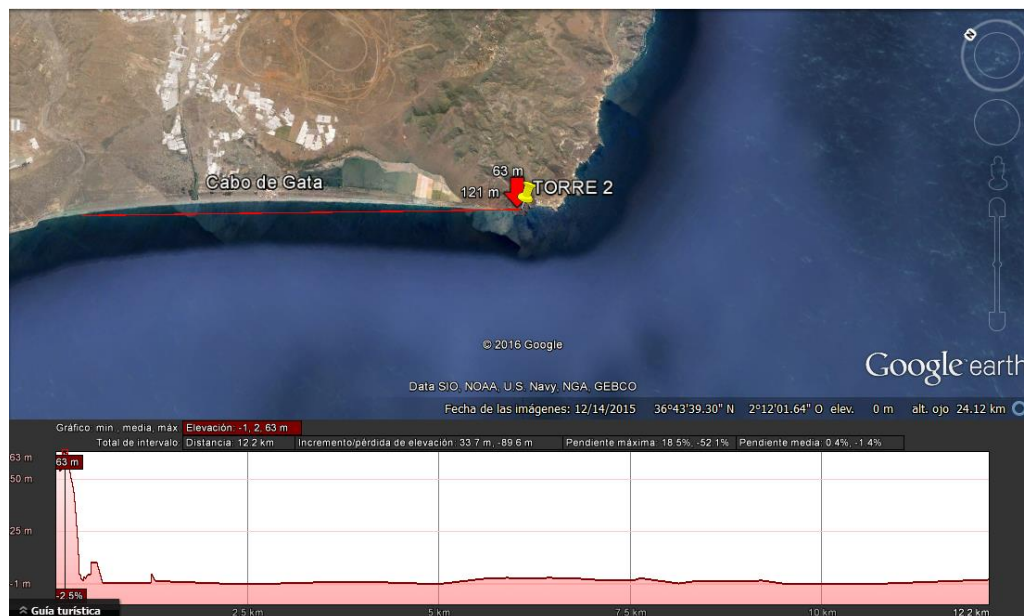 N
Cabo de Gata
63 m
121 m
TORRE 2
© 2016 Google
Google earth
Data SIO, NOAA, U.S. Navy, NGA, GEBCO
Fecha de las imágenes: 12/14/2015 36º43'39.30" N 2º12'01.64" O elev. 0 m alt. ojo 24.12 km
Gráfico: min., media, máx Elevación: -1, 2, 63 m
Total de intervalo: Distancia: 12.2 km Incremento/pérdida de elevación: 33.7 m, -89.6 m Pendiente máxima: 18.5%, -52.1% Pendiente media: 0.4%, -1.4%
63 m
63 m
50 m
25 m
-1 m
-2.5%
2.5 km 5 km 7.5 km 10 km 12.2 km
Guía turística